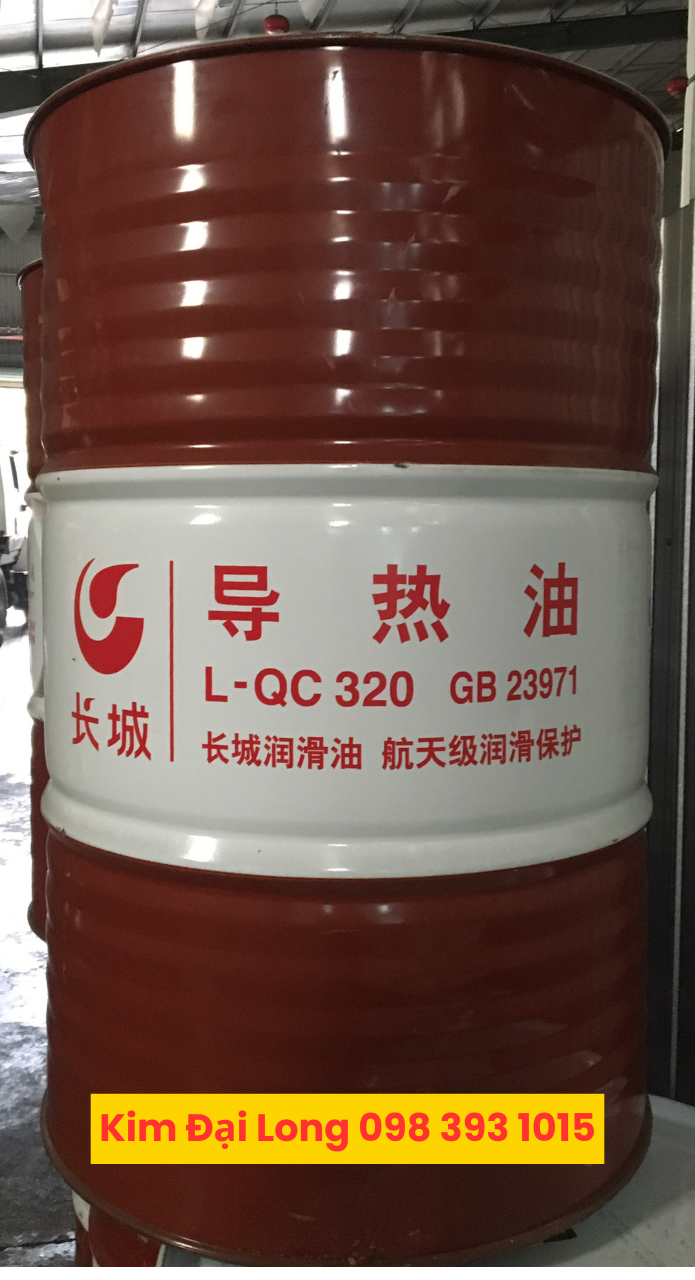 导热油
L-QC 320 GB 23971
长城
长城润滑油 航天级润滑保护
Kim Đại Long 098 393 1015